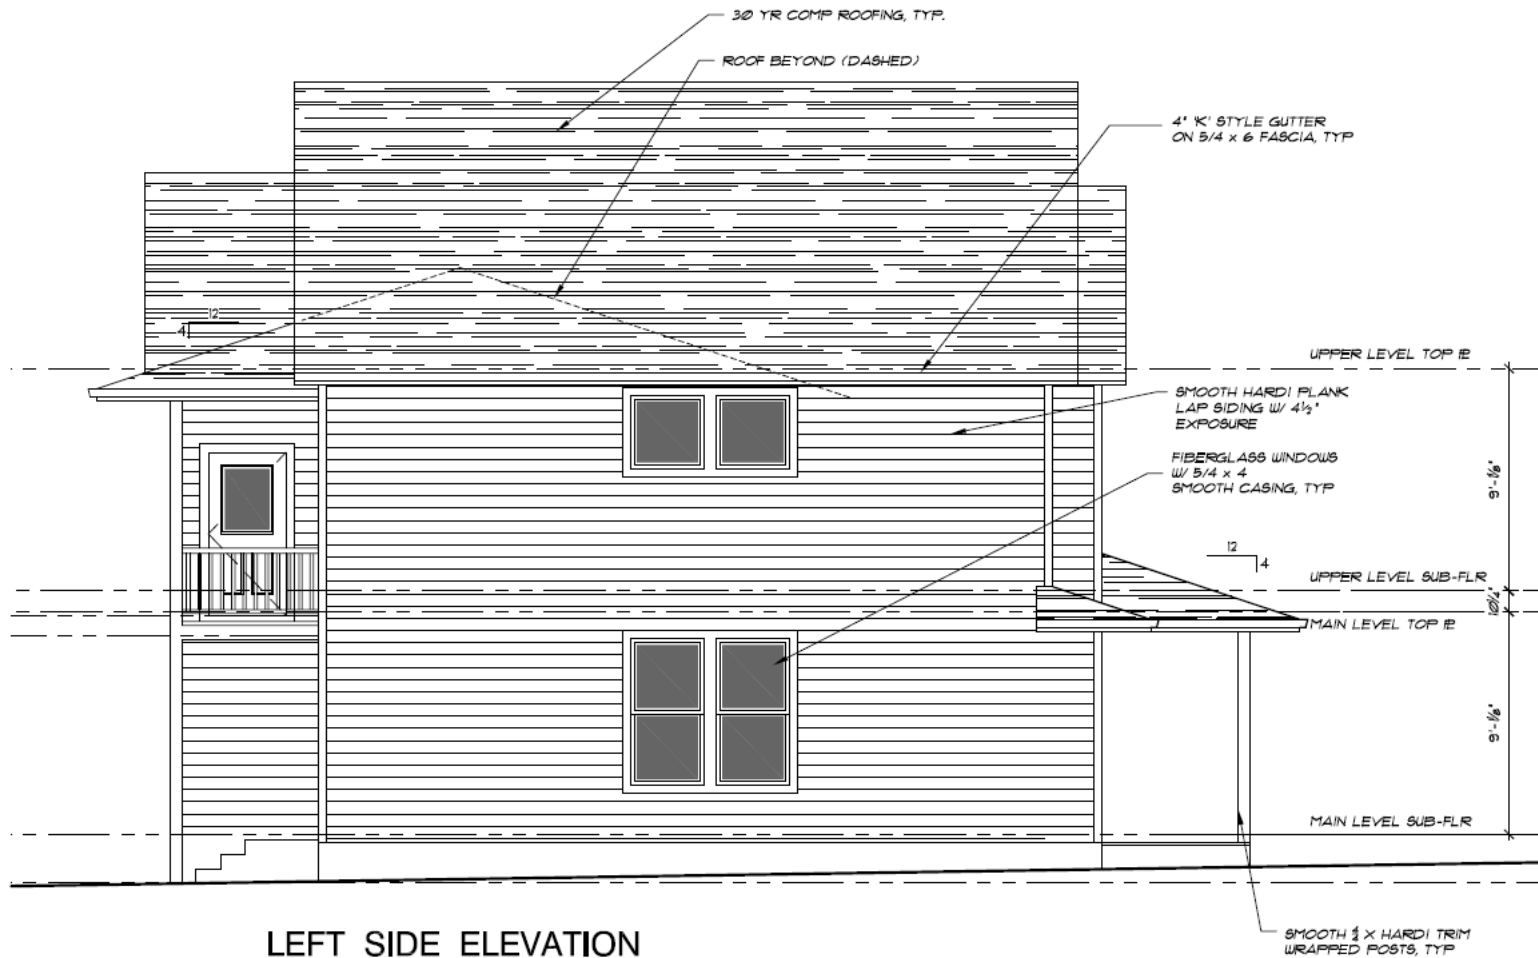 30 YR COMP ROOFING, TYP.
ROOF BEYOND (DASHED)
4" 'K' STYLE GUTTER
ON 5/4 x 6 FASCIA, TYP
12
4
UPPER LEVEL TOP PL
SMOOTH HARDI PLANK
LAP SIDING W/ 4½"
EXPOSURE
FIBERGLASS WINDOWS
W/ 5/4 x 4
SMOOTH CASING, TYP
9'-1⅛"
12
4
UPPER LEVEL SUB-FLR
MAIN LEVEL TOP PL
9'-1⅛"
MAIN LEVEL SUB-FLR
SMOOTH X HARDI TRIM
WRAPPED POSTS, TYP
LEFT SIDE ELEVATION